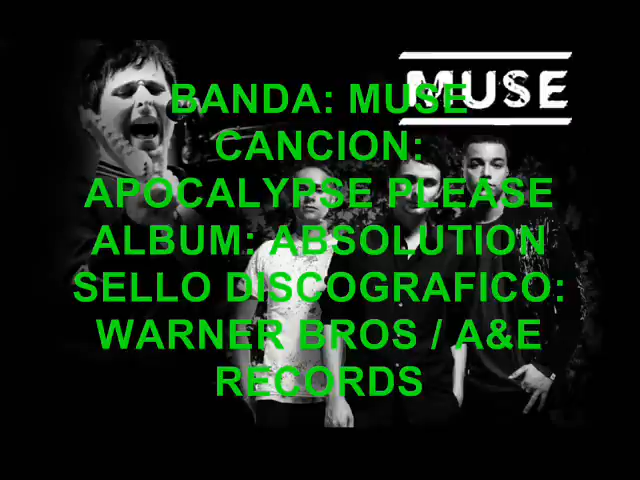 MUSE
BANDA: MUSE
CANCION:
APOCALYPSE PLEASE
ALBUM: ABSOLUTION
SELLO DISCOGRAFICO:
WARNER BROS / A&E
RECORDS